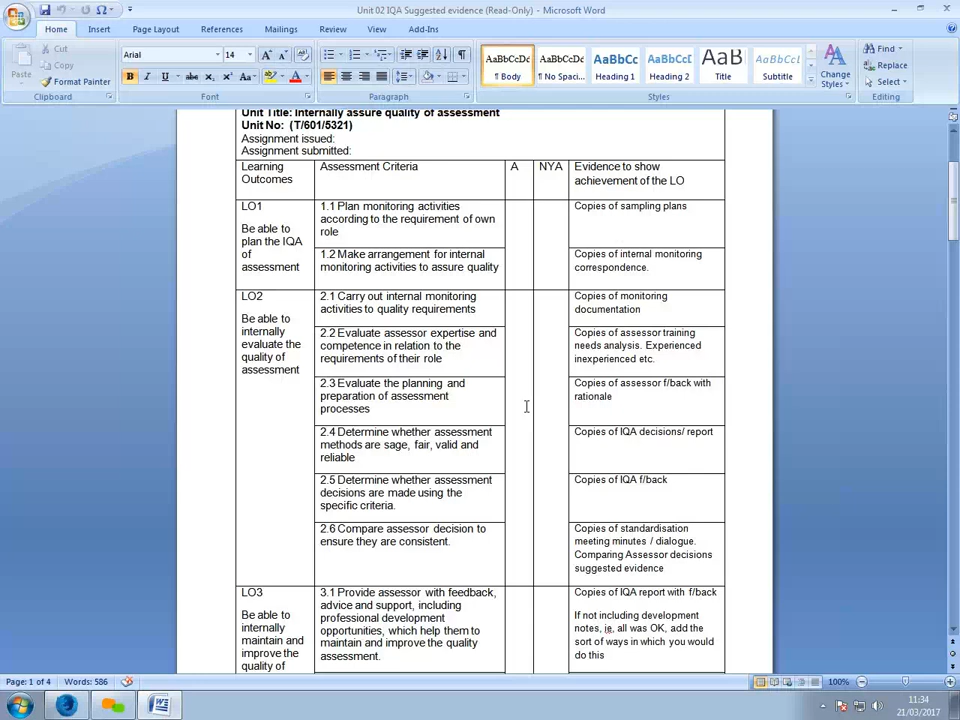 Unit 02 IQA Suggested evidence (Read-Only) - Microsoft Word
Home Insert Page Layout References Mailings Review View Add-Ins
Paste
Cut
Copy
Format Painter
Clipboard
Arial 14
Font
Paragraph
AaBbCcDc AaBbCcDc AaBbCc AaBbCc AaB AaBbCcl
¶ Body ¶ No Spaci... Heading 1 Heading 2 Title Subtitle
Change
Styles
Styles
Find
Replace
Select
Editing
Unit Title: Internally assure quality of assessment
Unit No: (T/601/5321)
Assignment issued:
Assignment submitted:
Learning
Outcomes
Assessment Criteria
A
NYA
Evidence to show
achievement of the LO
LO1
Be able to
plan the IQA
of
assessment
1.1 Plan monitoring activities
according to the requirement of own
role
Copies of sampling plans
1.2 Make arrangement for internal
monitoring activities to assure quality
Copies of internal monitoring
correspondence.
LO2
Be able to
internally
evaluate the
quality of
assessment
2.1 Carry out internal monitoring
activities to quality requirements
Copies of monitoring
documentation
2.2 Evaluate assessor expertise and
competence in relation to the
requirements of their role
Copies of assessor training
needs analysis. Experienced
inexperienced etc.
2.3 Evaluate the planning and
preparation of assessment
processes
Copies of assessor f/back with
rationale
2.4 Determine whether assessment
methods are sage, fair, valid and
reliable
Copies of IQA decisions/ report
2.5 Determine whether assessment
decisions are made using the
specific criteria.
Copies of IQA f/back
2.6 Compare assessor decision to
ensure they are consistent.
Copies of standardisation
meeting minutes / dialogue.
Comparing Assessor decisions
suggested evidence
LO3
Be able to
internally
maintain and
improve the
quality of
3.1 Provide assessor with feedback,
advice and support, including
professional development
opportunities, which help them to
maintain and improve the quality
assessment.
Copies of IQA report with f/back
If not including development
notes, ie, all was OK, add the
sort of ways in which you would
do this
Page: 1 of 4 Words: 586 100%
11:34
21/03/2017